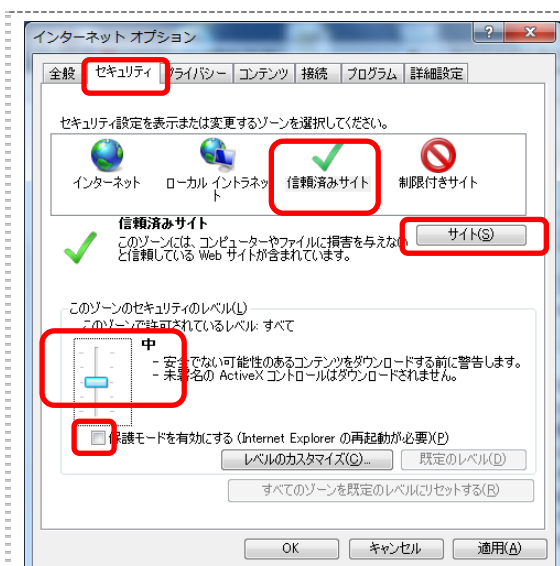 インターネット オプション
全般 セキュリティ プライバシー コンテンツ 接続 プログラム 詳細設定
セキュリティ設定を表示または変更するゾーンを選択してください。
インターネット ローカル イントラネッ
ト 信頼済みサイト 制限付きサイト
信頼済みサイト
このゾーンには、コンピューターやファイルに損害を与えない
と信頼している Web サイトが含まれています。
サイト(S)
このゾーンのセキュリティのレベル(L)
このゾーンで許可されているレベル: すべて
中
- 安全でない可能性のあるコンテンツをダウンロードする前に警告します。
- 未署名の ActiveX コントロールはダウンロードされません。
保護モードを有効にする (Internet Explorer の再起動が必要)(P)
レベルのカスタマイズ(C)... 既定のレベル(D)
すべてのゾーンを既定のレベルにリセットする(R)
OK キャンセル 適用(A)